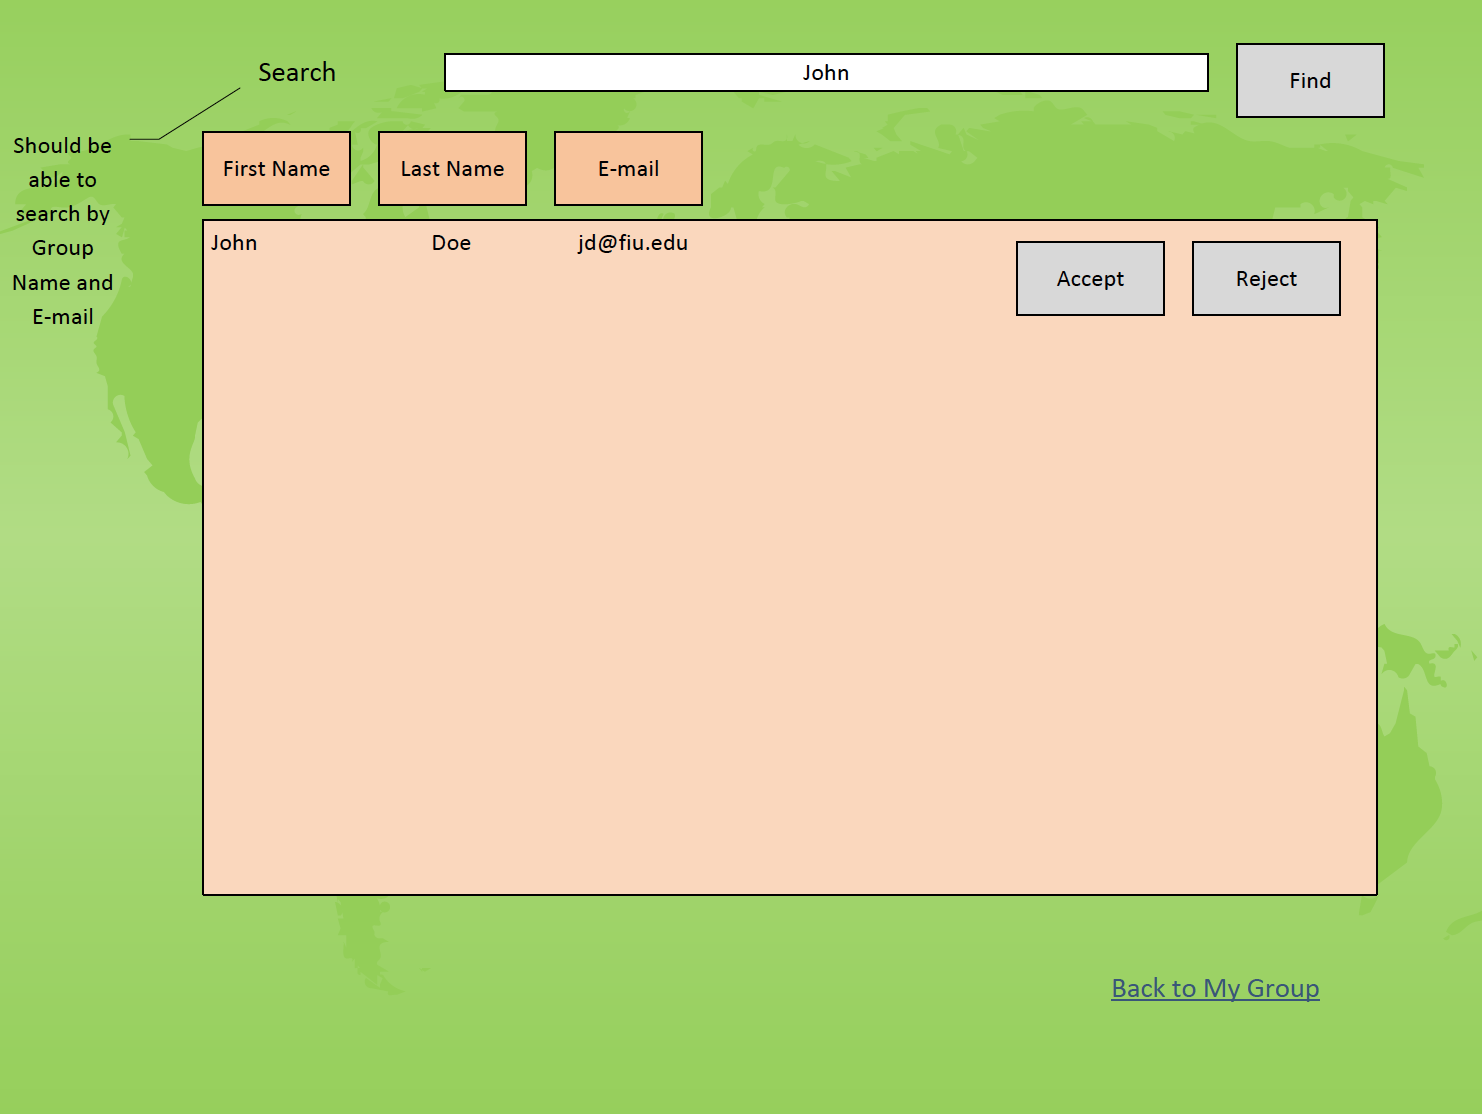 Search
John
Find
Should be
able to
search by
Group
Name and
E-mail
First Name
Last Name
E-mail
John
Doe
jd@fiu.edu
Accept
Reject
Back to My Group